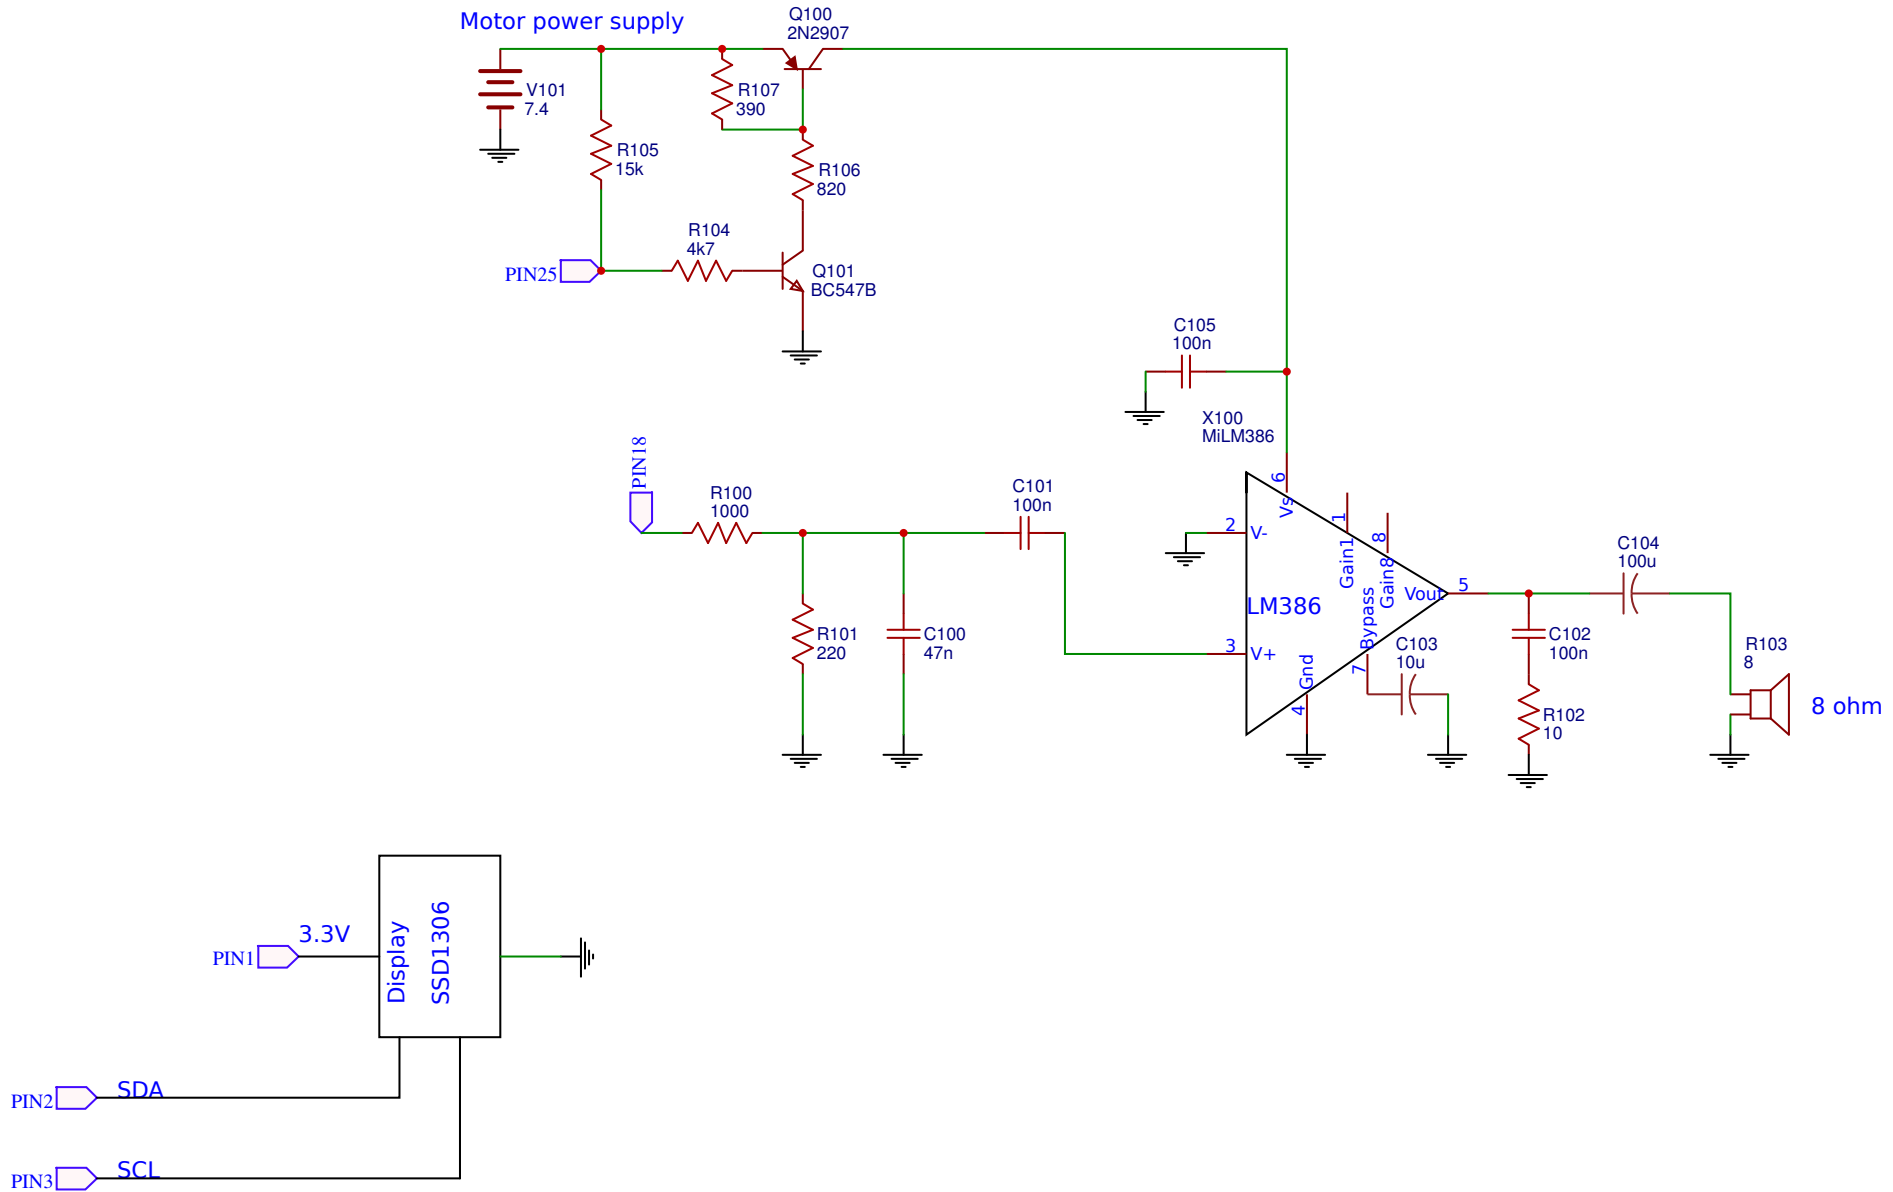 Motor power supply
Q100
2N2907
V101
7.4
R107
390
R105
15k
R106
820
R104
4k7
PIN25
Q101
BC547B
C105
100n
X100
MiLM386
PIN18
R100
1000
C101
100n
6
Vs
1
Gain1
8
Gain8
2
V-
LM386
Vout
5
Bypass
7
3
V+
Gnd
4
C103
10u
C104
100u
C102
100n
R102
10
R103
8
8 ohm
R101
220
C100
47n
Display
SSD1306
3.3V
PIN1
SDA
PIN2
SCL
PIN3